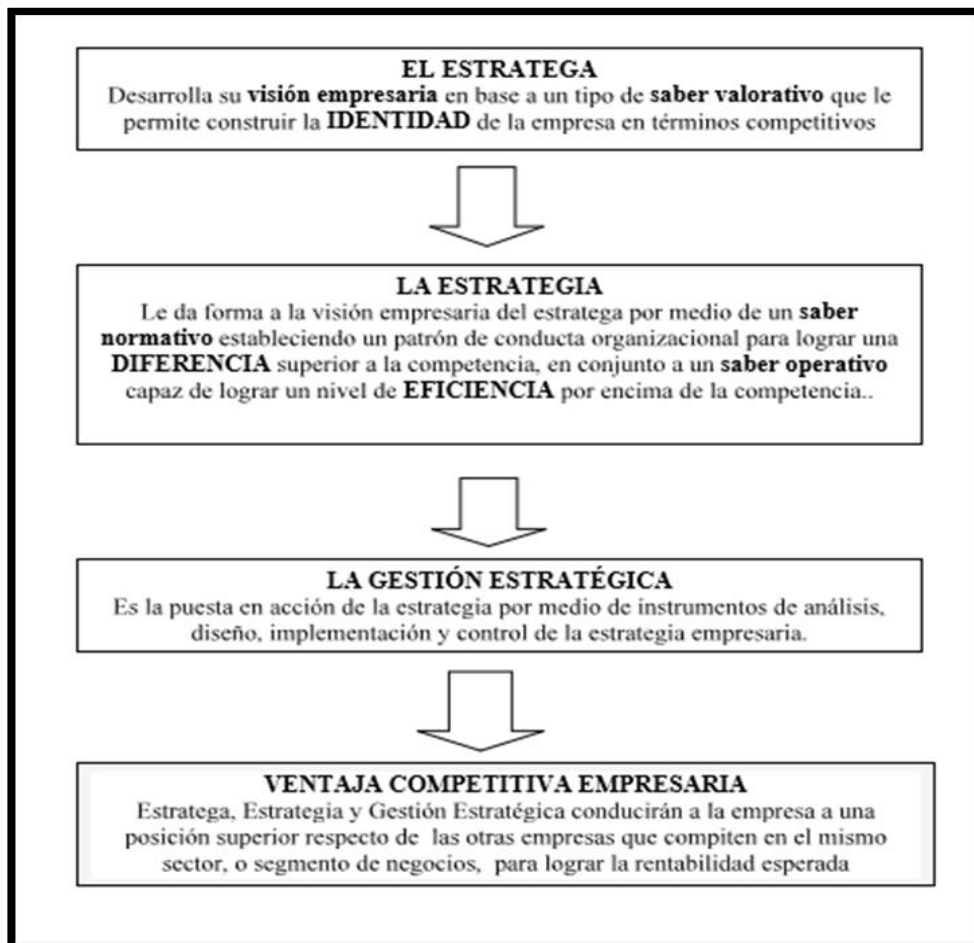 EL ESTRATEGA
Desarrolla su visión empresaria en base a un tipo de saber valorativo que le
permite construir la IDENTIDAD de la empresa en términos competitivos
LA ESTRATEGIA
Le da forma a la visión empresaria del estratega por medio de un saber
normativo estableciendo un patrón de conducta organizacional para lograr una
DIFERENCIA superior a la competencia, en conjunto a un saber operativo
capaz de lograr un nivel de EFICIENCIA por encima de la competencia..
LA GESTIÓN ESTRATÉGICA
Es la puesta en acción de la estrategia por medio de instrumentos de análisis,
diseño, implementación y control de la estrategia empresaria.
VENTAJA COMPETITIVA EMPRESARIA
Estratega, Estrategia y Gestión Estratégica conducirán a la empresa a una
posición superior respecto de las otras empresas que compiten en el mismo
sector, o segmento de negocios, para lograr la rentabilidad esperada